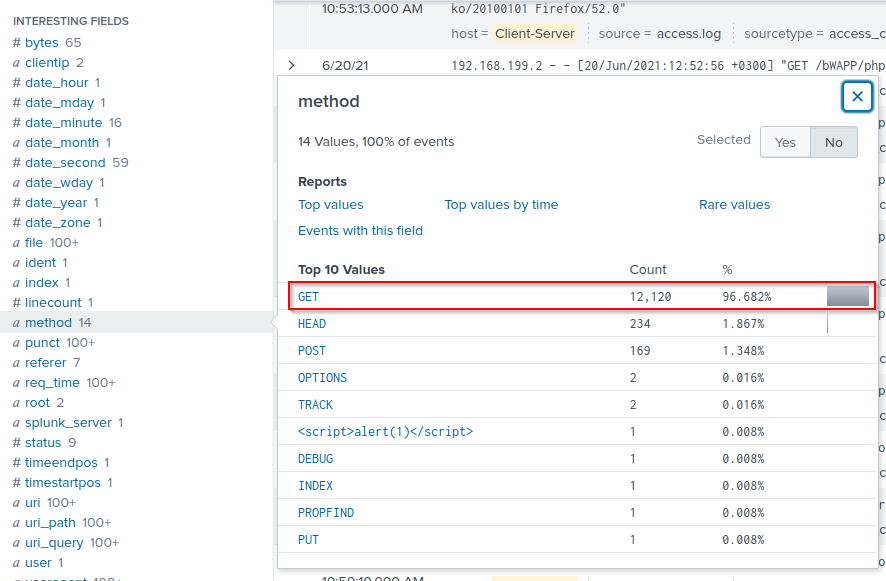 INTERESTING FIELDS
# bytes 65
a clientip 2
# date_hour 1
# date_mday 1
# date_minute 16
a date_month 1
# date_second 59
a date_wday 1
# date_year 1
# date_zone 1
a file 100+
a ident 1
a index 1
# linecount 1
a method 14
a punct 100+
a referer 7
a req_time 100+
a root 2
a splunk_server 1
# status 9
# timeendpos 1
# timestartpos 1
a uri 100+
a uri_path 100+
a uri_query 100+
a user 1
a useragent 100+
10:53:13.000 AM ko/20100101 Firefox/52.0"
host = Client-Server source = access.log sourcetype = access_c
> 6/20/21 192.168.199.2 - - [20/Jun/2021:12:52:56 +0300] "GET /bWAPP/php
method ×
14 Values, 100% of events Selected Yes No
Reports
Top values Top values by time Rare values
Events with this field
Top 10 Values Count %
GET 12,120 96.682%
HEAD 234 1.867%
POST 169 1.348%
OPTIONS 2 0.016%
TRACK 2 0.016%
<script>alert(1)</script> 1 0.008%
DEBUG 1 0.008%
INDEX 1 0.008%
PROPFIND 1 0.008%
PUT 1 0.008%
10:50:10.000 AM